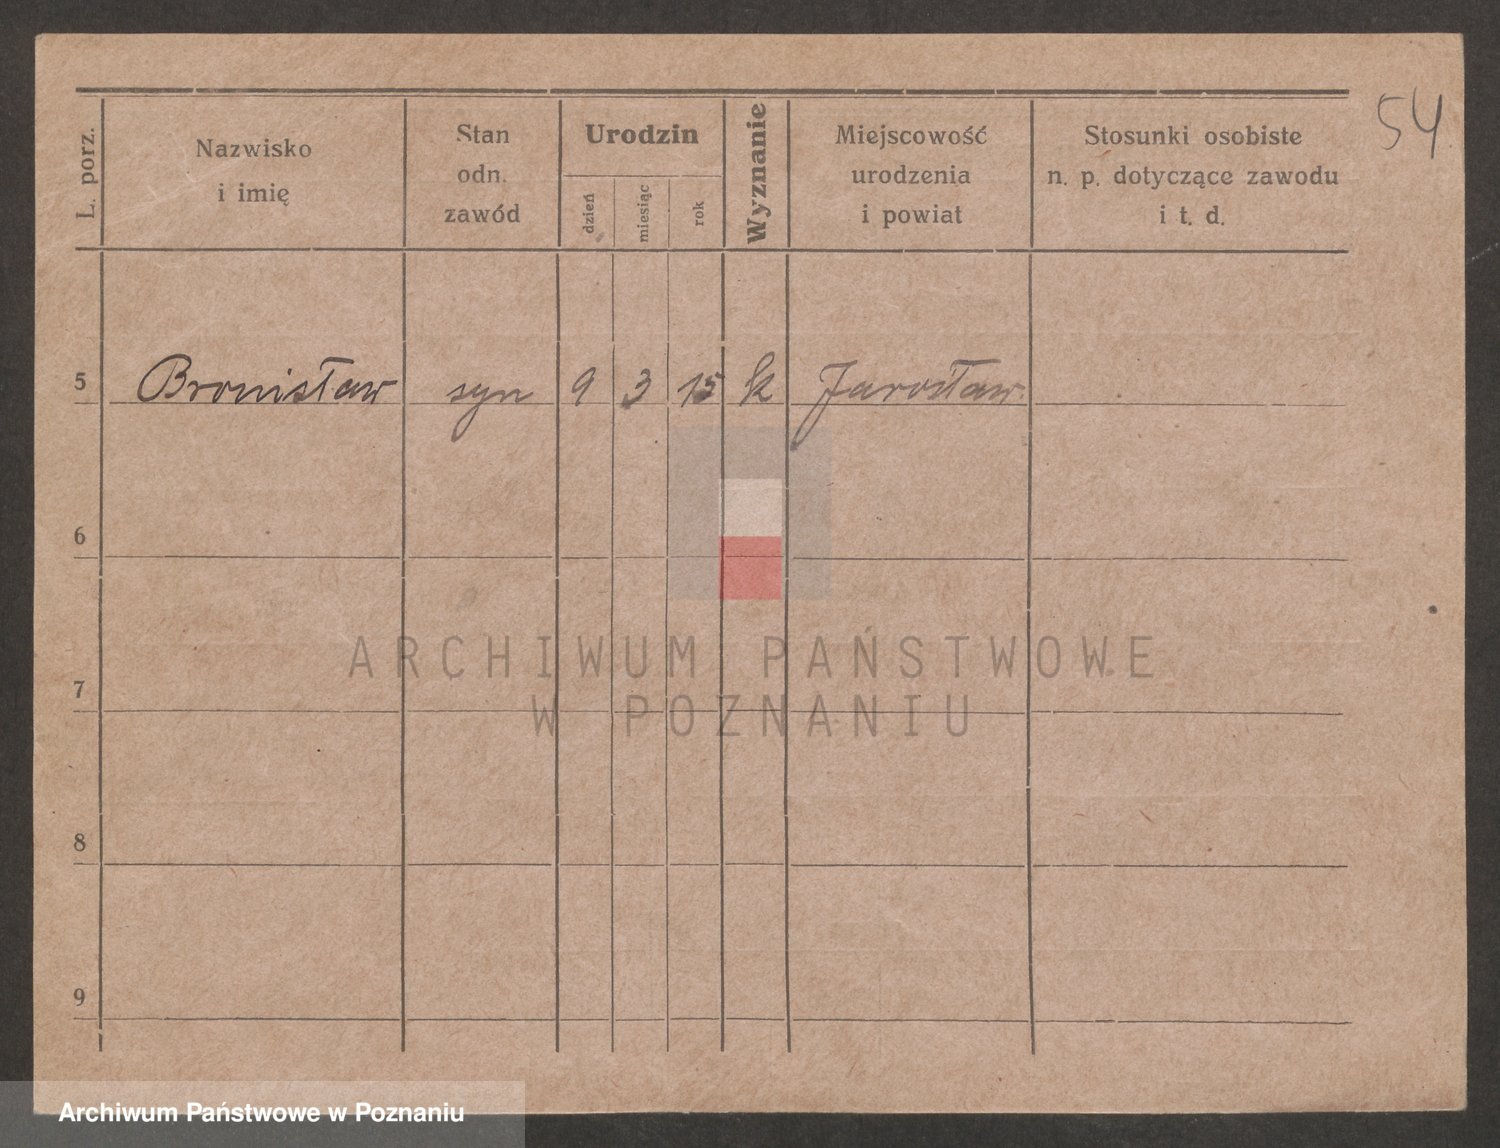 54
L. porz.
Nazwisko
i imię
Stan
odn.
zawód
Urodzin
dzień
miesiąc
rok
Wyznanie
Miejscowość
urodzenia
i powiat
Stosunki osobiste
n. p. dotyczące zawodu
i t. d.
5 Bronisław syn 9 3 15 k Jarosław
6
7
8
9
ARCHIWUM PAŃSTWOWE
W POZNANIU
Archiwum Państwowe w Poznaniu